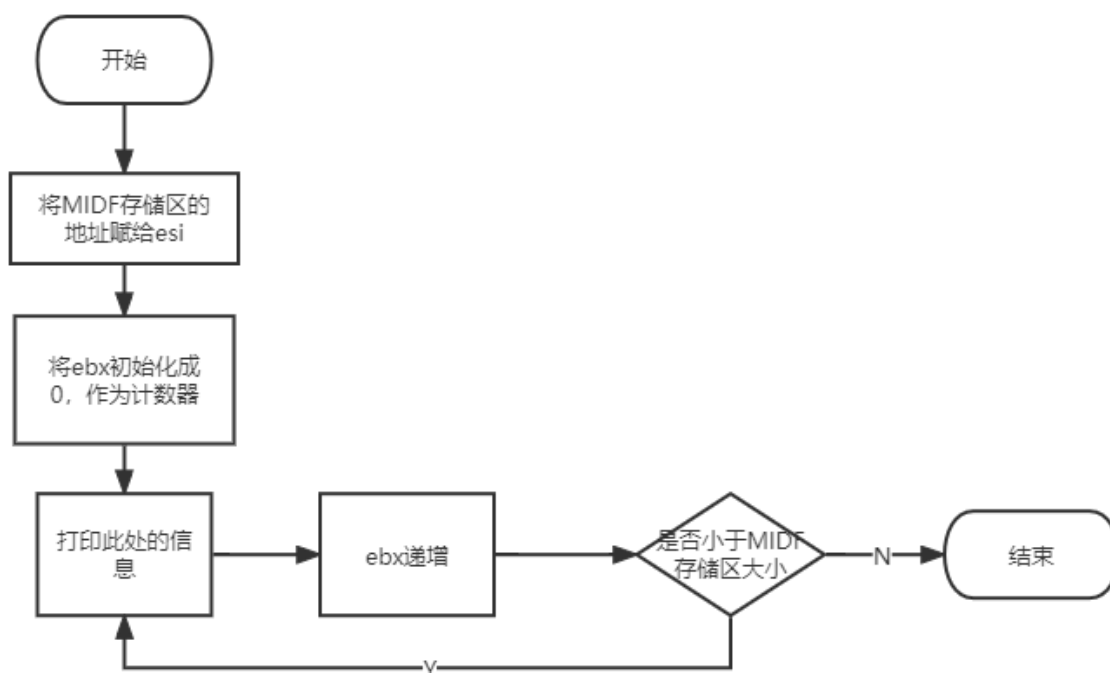 开始
将MIDF存储区的
地址赋给esi
将ebx初始化成
0，作为计数器
打印此处的信
息
ebx递增
是否小于MIDF
存储区大小
N
结束
Y